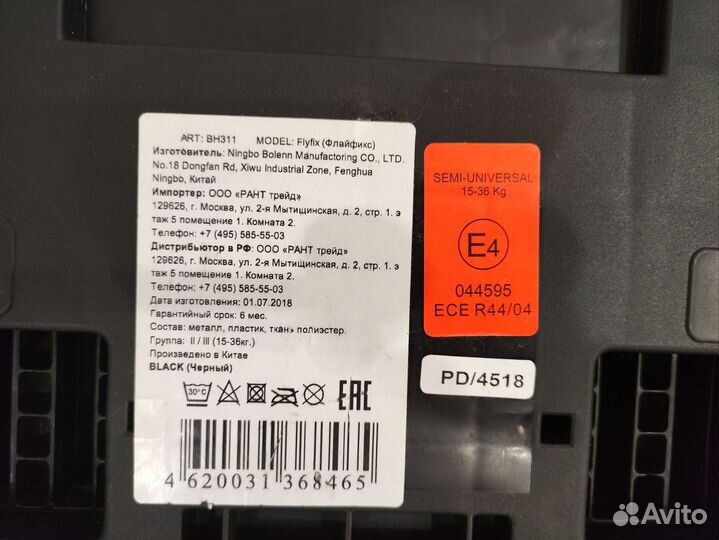 ART: BH311 MODEL: Flyfix (Флайфикс)
Изготовитель: Ningbo Bolenn Manufactoring CO., LTD.
No.18 Dongfan Rd, Xiwu Industrial Zone, Fenghua
Ningbo, Китай
Импортер: ООО «РАНТ трейд»
129626, г. Москва, ул. 2-я Мытищинская, д. 2, стр. 1. э
таж 5 помещение 1. Комната 2.
Телефон: +7 (495) 585-55-03
Дистрибьютор в РФ: ООО «РАНТ трейд»
129626, г. Москва, ул. 2-я Мытищинская, д. 2, стр. 1. э
таж 5 помещение 1. Комната 2.
Телефон: +7 (495) 585-55-03
Дата изготовления: 01.07.2018
Гарантийный срок: 6 мес.
Состав: металл, пластик, ткань полиэстер.
Группа: II / III (15-36кг.)
Произведено в Китае
BLACK (Черный)
30°C
EAC
4 620031 368465
SEMI-UNIVERSAL
15-36 Kg
E4
044595
ECE R44/04
PD/4518
Avito